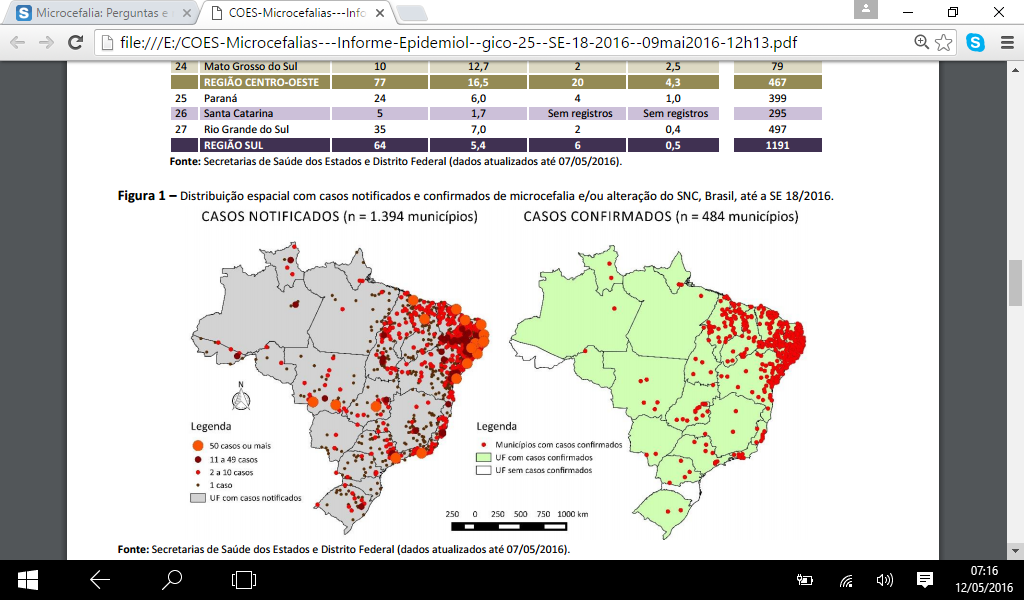 Microcefalia: Perguntas e
COES-Microcefalias---Info
file:///E:/COES-Microcefalias---Informe-Epidemiol--gico-25--SE-18-2016--09mai2016-12h13.pdf
24 Mato Grosso do Sul 10 12,7 2 2,5 79
REGIÃO CENTRO-OESTE 77 16,5 20 4,3 467
25 Paraná 24 6,0 4 1,0 399
26 Santa Catarina 5 1,7 Sem registros Sem registros 295
27 Rio Grande do Sul 35 7,0 2 0,4 497
REGIÃO SUL 64 5,4 6 0,5 1191
Fonte: Secretarias de Saúde dos Estados e Distrito Federal (dados atualizados até 07/05/2016).
Figura 1 – Distribuição espacial com casos notificados e confirmados de microcefalia e/ou alteração do SNC, Brasil, até a SE 18/2016.
CASOS NOTIFICADOS (n = 1.394 municípios)
CASOS CONFIRMADOS (n = 484 municípios)
N
Legenda
50 casos ou mais
11 a 49 casos
2 a 10 casos
1 caso
UF com casos notificados
Legenda
Municípios com casos confirmados
UF com casos confirmados
UF sem casos confirmados
250 0 250 500 750 1000 km
Fonte: Secretarias de Saúde dos Estados e Distrito Federal (dados atualizados até 07/05/2016).
07:16
12/05/2016